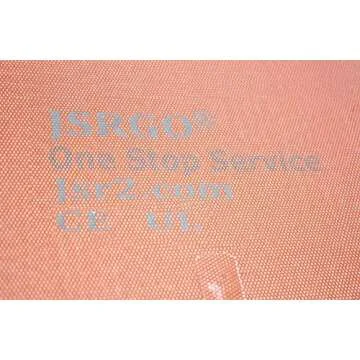 JSRGO®
One Stop Service
Jsr2.com
CE UL